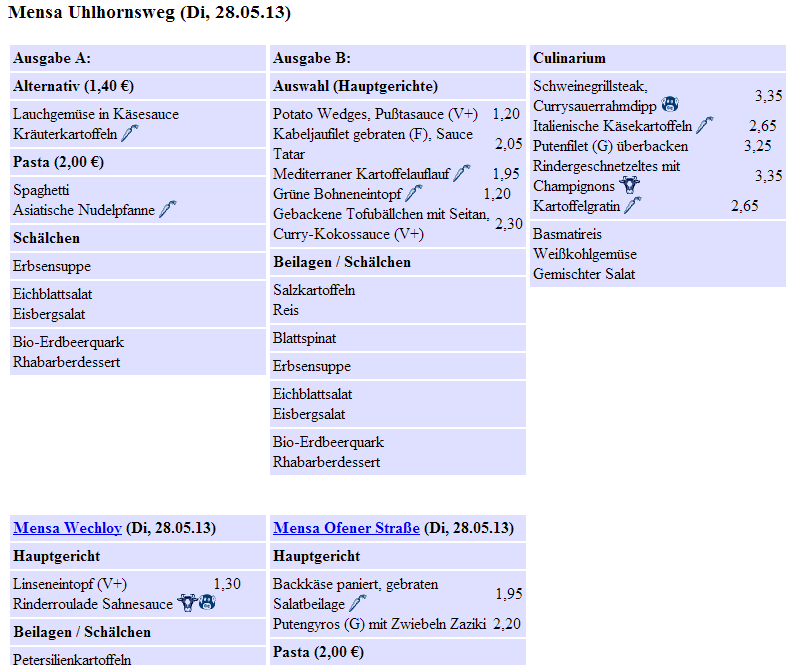 Mensa Uhlhornsweg (Di, 28.05.13)
Ausgabe A:
Alternativ (1,40 €)
Lauchgemüse in Käsesauce
Kräuterkartoffeln
Pasta (2,00 €)
Spaghetti
Asiatische Nudelpfanne
Schälchen
Erbsensuppe
Eichblattsalat
Eisbergsalat
Bio-Erdbeerquark
Rhabarberdessert
Ausgabe B:
Auswahl (Hauptgerichte)
Potato Wedges, Pußtasauce (V+) 1,20
Kabeljaufilet gebraten (F), Sauce
Tatar 2,05
Mediterraner Kartoffelauflauf 1,95
Grüne Bohneneintopf 1,20
Gebackene Tofubällchen mit Seitan,
Curry-Kokossauce (V+) 2,30
Beilagen / Schälchen
Salzkartoffeln
Reis
Blattspinat
Erbsensuppe
Eichblattsalat
Eisbergsalat
Bio-Erdbeerquark
Rhabarberdessert
Culinarium
Schweinegrillsteak,
Currysauerrahmdipp 3,35
Italienische Käsekartoffeln 2,65
Putenfilet (G) überbacken 3,25
Rindergeschnetzeltes mit
Champignons 3,35
Kartoffelgratin 2,65
Basmatireis
Weißkohlgemüse
Gemischter Salat
Mensa Wechloy (Di, 28.05.13)
Hauptgericht
Linseneintopf (V+) 1,30
Rinderroulade Sahnesauce
Beilagen / Schälchen
Petersilienkartoffeln
Mensa Ofener Straße (Di, 28.05.13)
Hauptgericht
Backkäse paniert, gebraten
Salatbeilage 1,95
Putengyros (G) mit Zwiebeln Zaziki 2,20
Pasta (2,00 €)